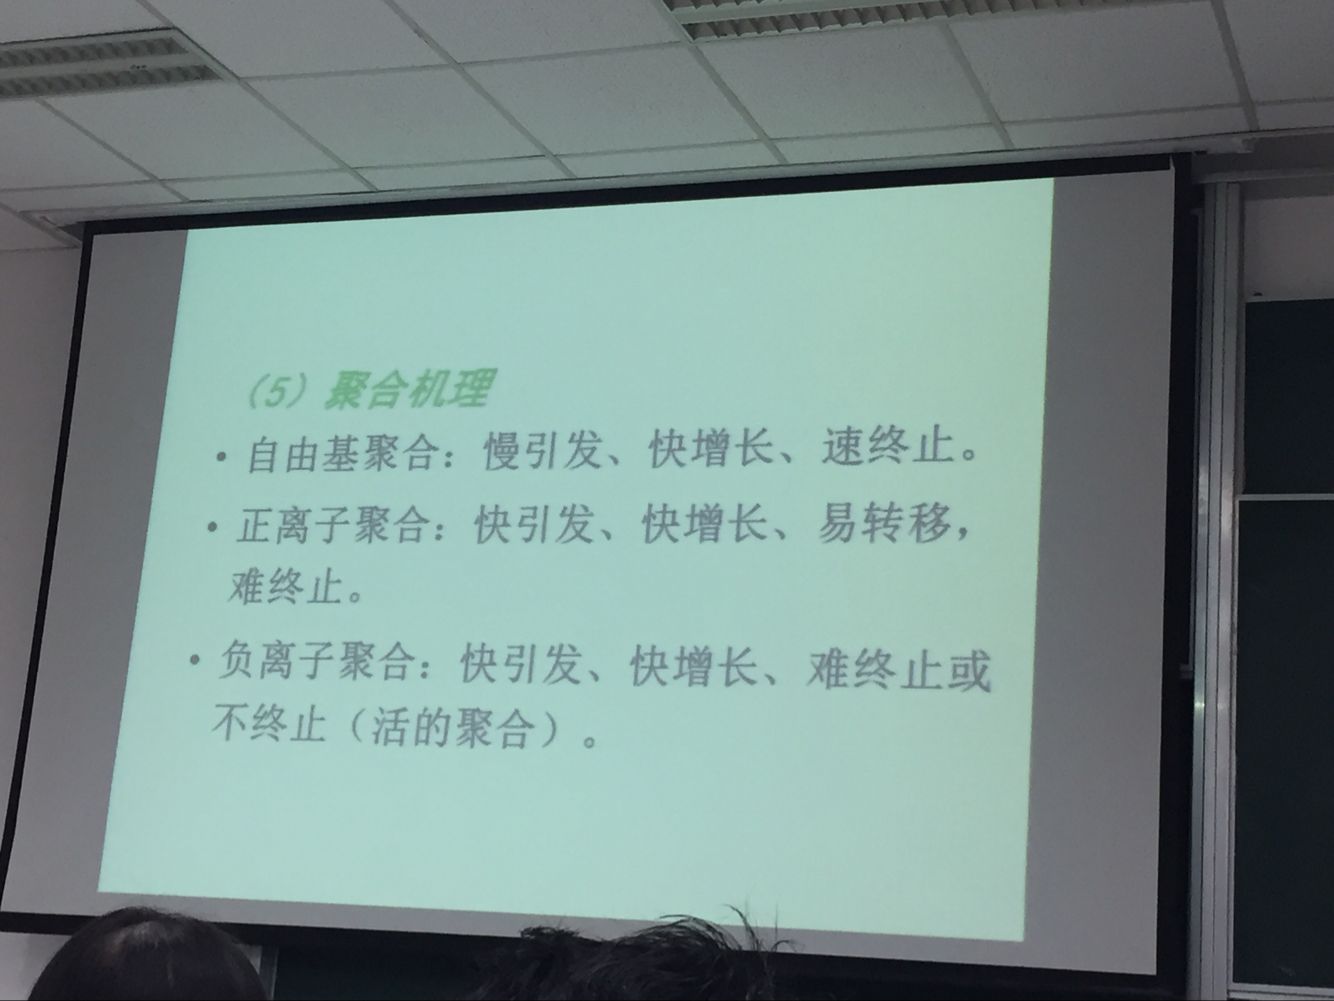 （5）聚合机理
• 自由基聚合：慢引发、快增长、速终止。
• 正离子聚合：快引发、快增长、易转移，
难终止。
• 负离子聚合：快引发、快增长、难终止或
不终止（活的聚合）。